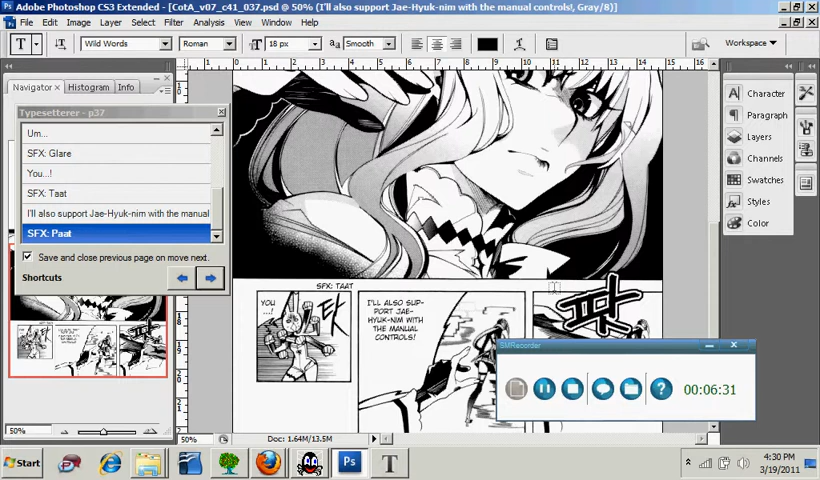 Adobe Photoshop CS3 Extended - [CotA_v07_c41_037.psd @ 50% (I'll also support Jae-Hyuk-nim with the manual controls!, Gray/8)]
File Edit Image Layer Select Filter Analysis View Window Help
T Wild Words Roman 18 px Smooth Workspace
Navigator Histogram Info
Typesetterer - p37
Um...
SFX: Glare
You...!
SFX: Taat
I'll also support Jae-Hyuk-nim with the manual
SFX: Paat
Save and close previous page on move next.
Shortcuts
Character
Paragraph
Layers
Channels
Swatches
Styles
Color
SFX: TAAT
YOU
...!
탁
I'LL ALSO SUP-
PORT JAE-
HYUK-NIM WITH
THE MANUAL
CONTROLS!
팍
SMRecorder
00:06:31
50%
50% Doc: 1.64M/13.5M
Start
4:30 PM
3/19/2011